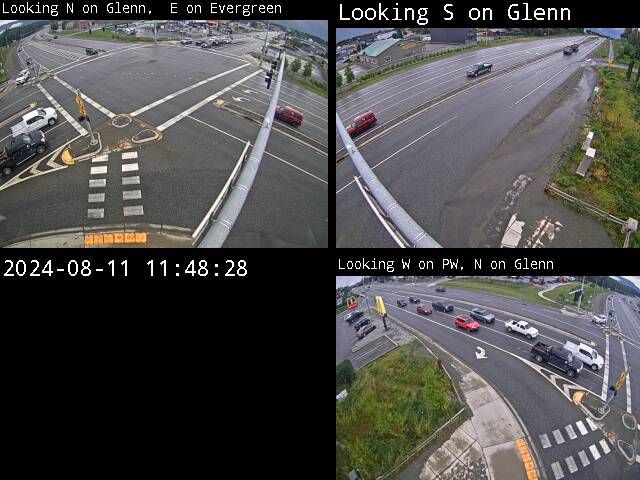 Looking N on Glenn,  E on Evergreen
Looking S on Glenn
2024-08-11 11:48:28
Looking W on PW, N on Glenn